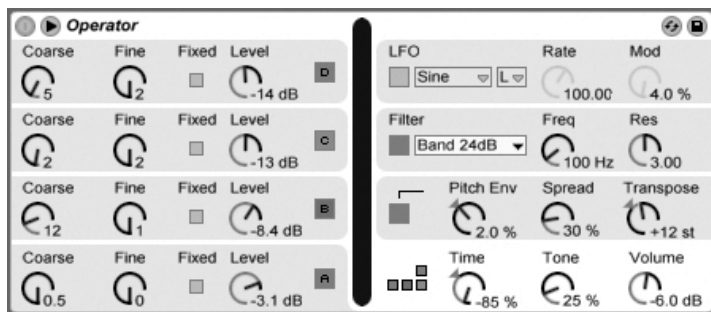 Operator
Coarse Fine Fixed Level
5 2 -14 dB D
Coarse Fine Fixed Level
2 2 -13 dB C
Coarse Fine Fixed Level
12 1 -8.4 dB B
Coarse Fine Fixed Level
0.5 0 -3.1 dB A
LFO Rate Mod
Sine L 100.00 4.0 %
Filter Freq Res
Band 24dB 100 Hz 3.00
Pitch Env Spread Transpose
2.0 % 30 % +12 st
Time Tone Volume
-85 % 25 % -6.0 dB